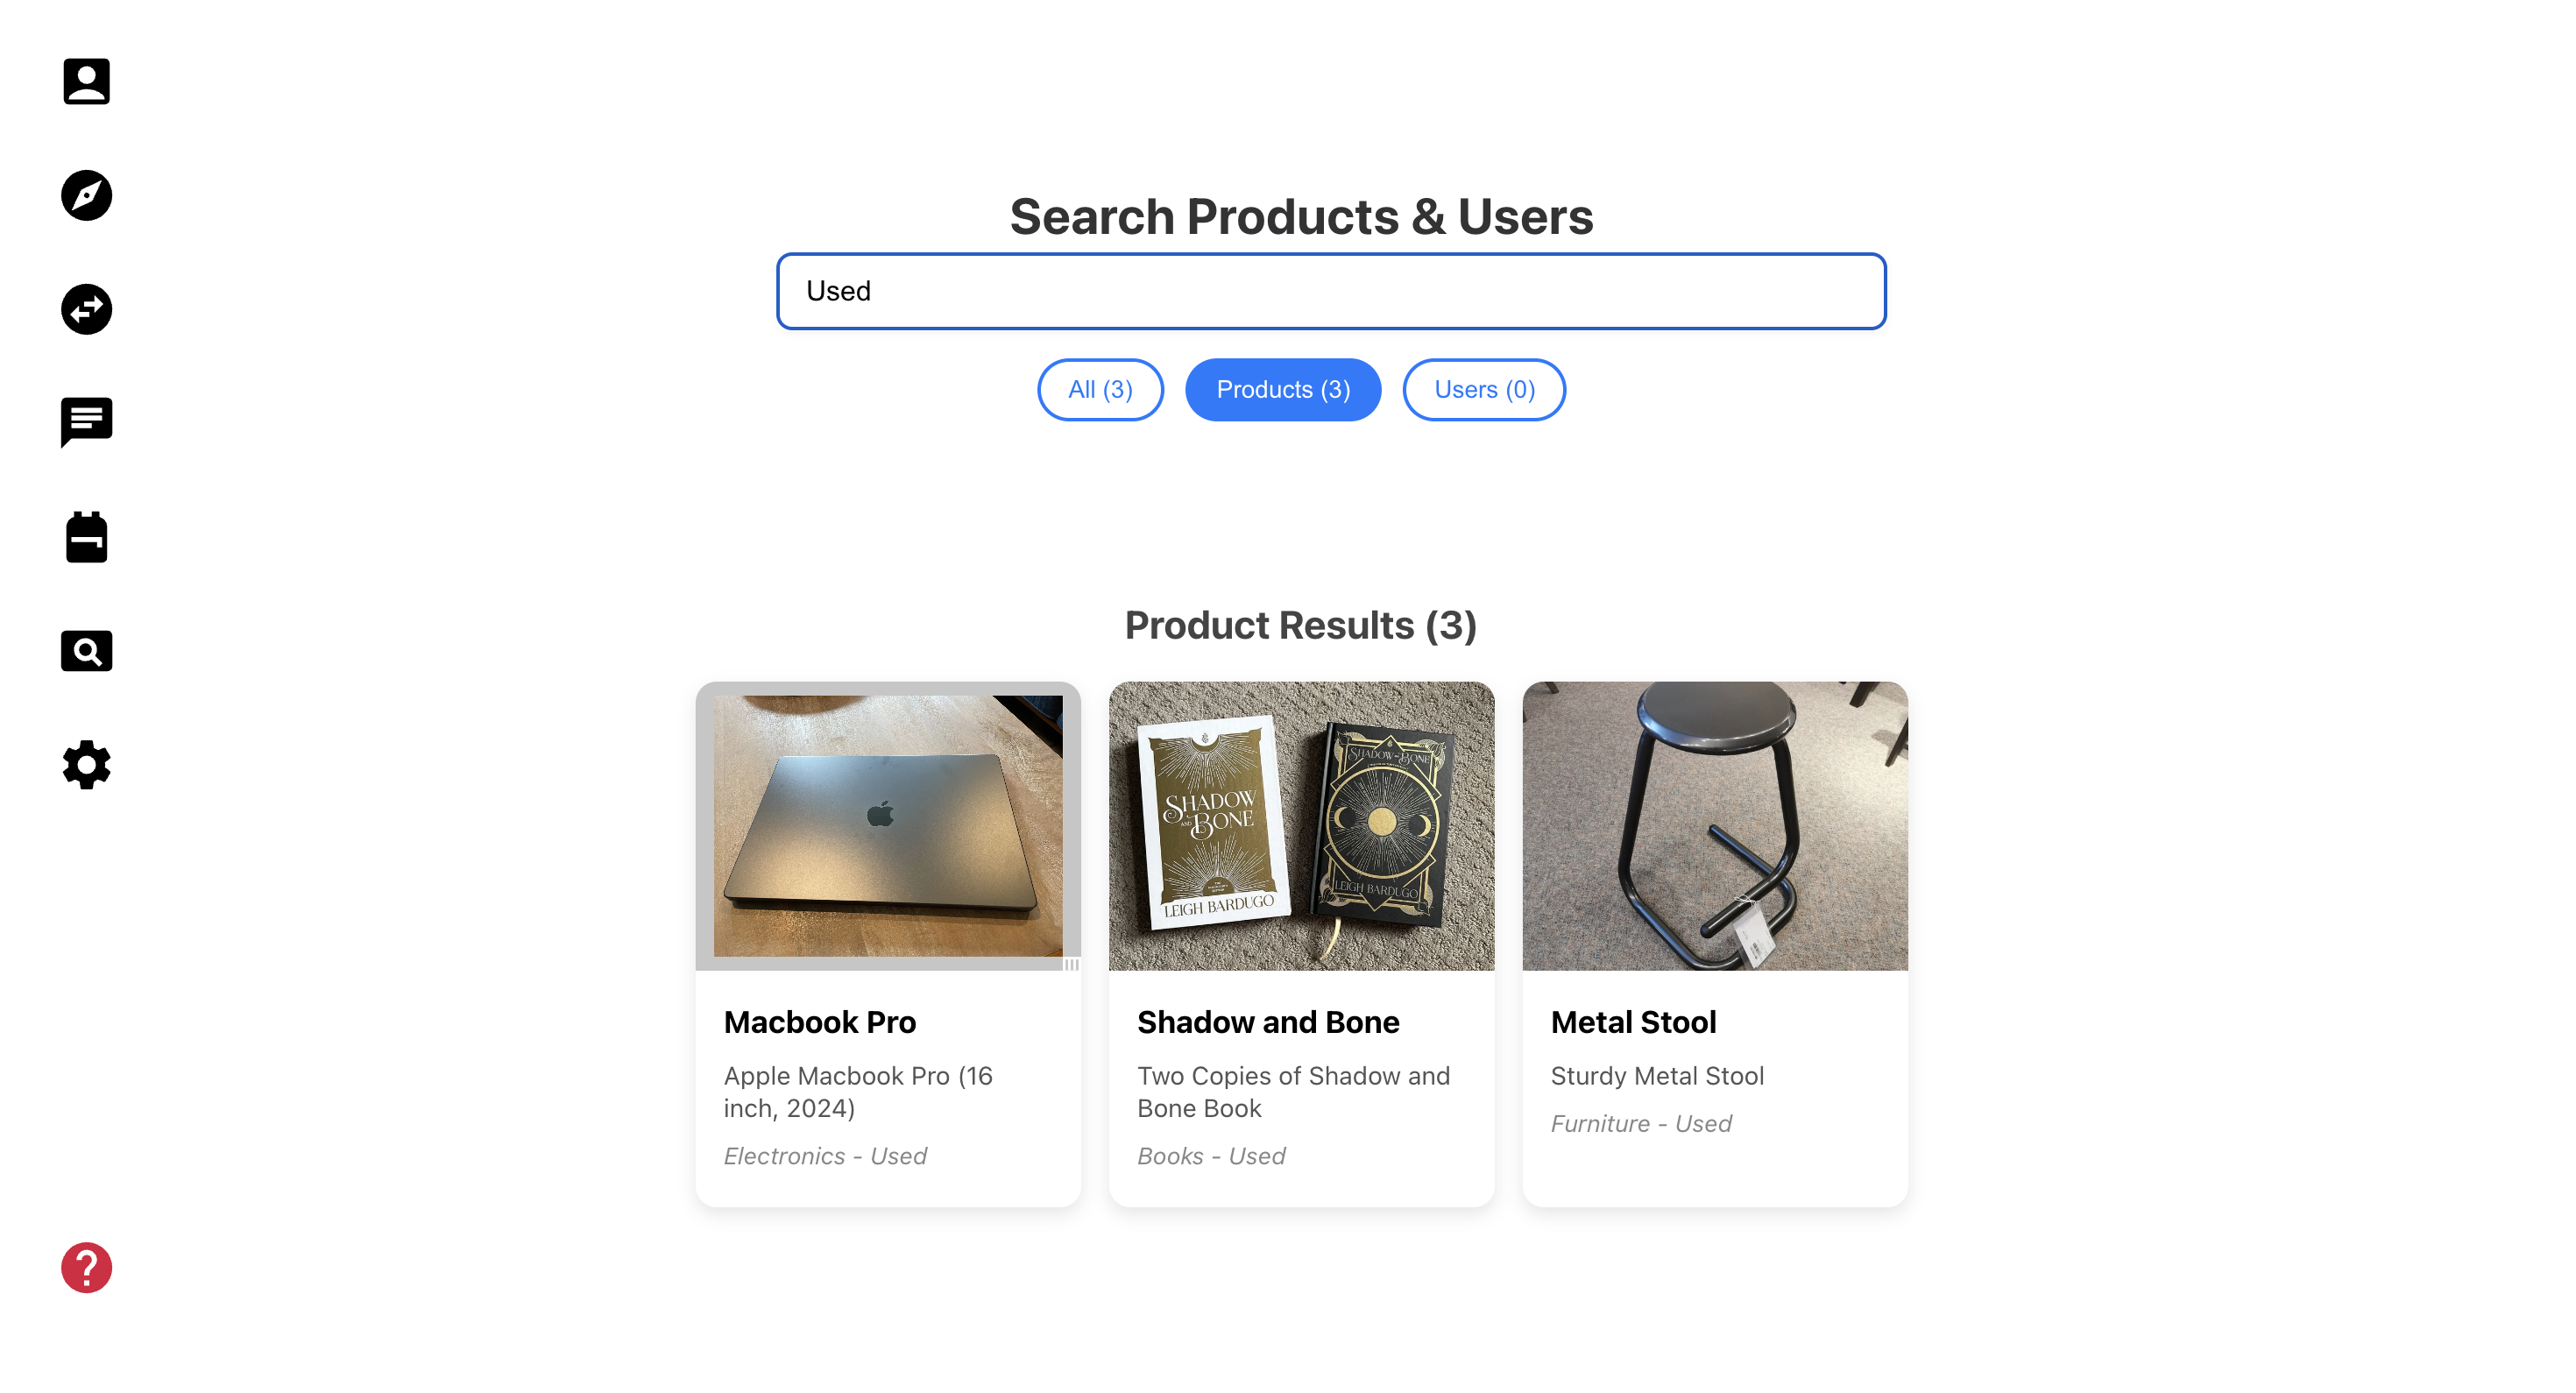 Search Products & Users
Used
All (3)
Products (3)
Users (0)
Product Results (3)
SHADOW
AND BONE
LEIGH BARDUGO
SHADOW AND BONE
LEIGH BARDUGO
Macbook Pro
Apple Macbook Pro (16
inch, 2024)
Electronics - Used
Shadow and Bone
Two Copies of Shadow and
Bone Book
Books - Used
Metal Stool
Sturdy Metal Stool
Furniture - Used
?